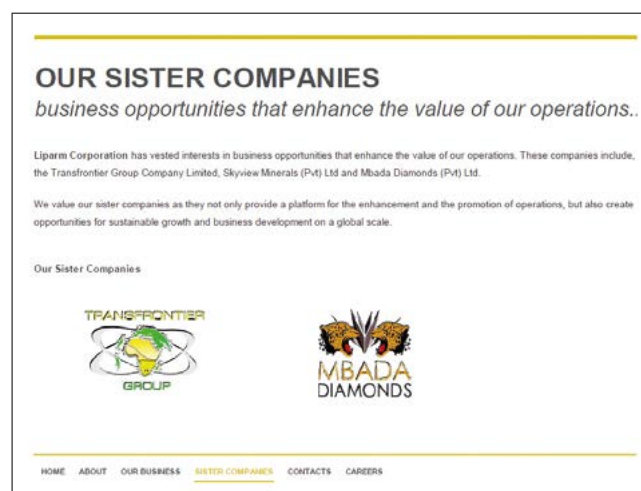 OUR SISTER COMPANIES
business opportunities that enhance the value of our operations..
Liparm Corporation has vested interests in business opportunities that enhance the value of our operations. These companies include,
the Transfrontier Group Company Limited, Skyview Minerals (Pvt) Ltd and Mbada Diamonds (Pvt) Ltd.
We value our sister companies as they not only provide a platform for the enhancement and the promotion of operations, but also create
opportunities for sustainable growth and business development on a global scale.
Our Sister Companies
TRANSFRONTIER
GROUP
MBADA
DIAMONDS
HOME ABOUT OUR BUSINESS SISTER COMPANIES CONTACTS CAREERS